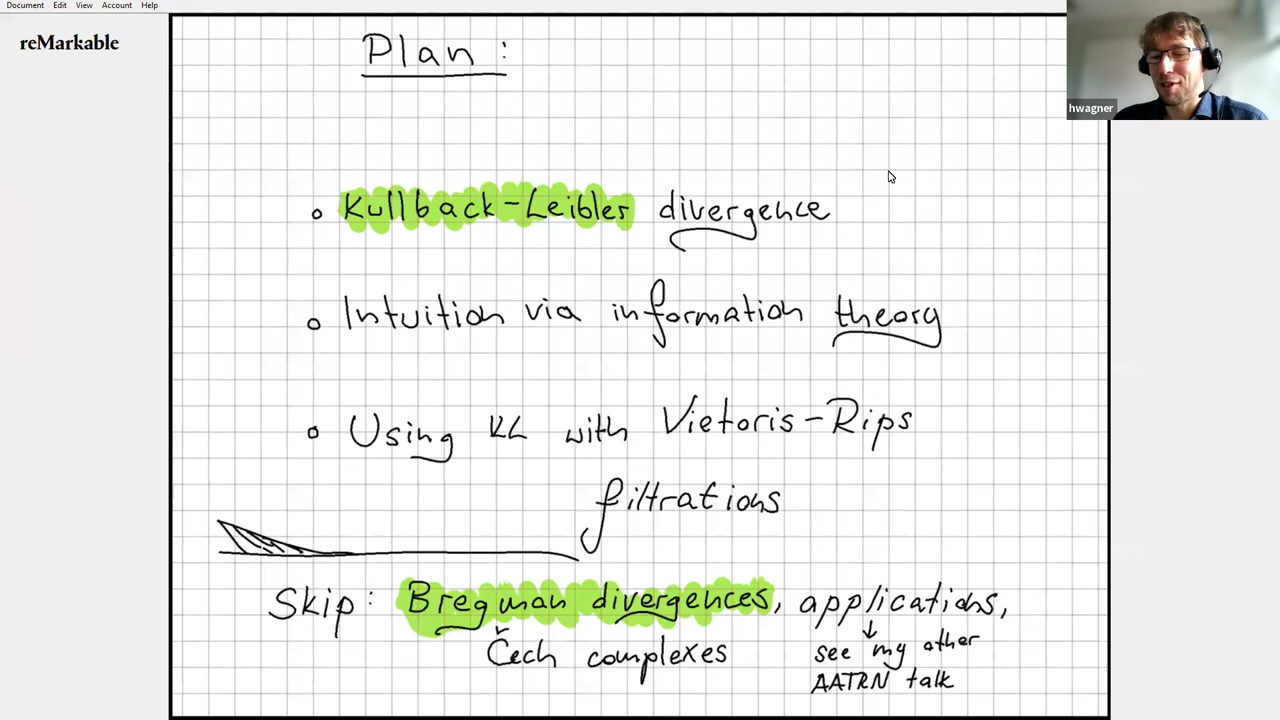 Document Edit View Account Help
reMarkable
Plan:
hwagner
Kullback-Leibler divergence
Intuition via information theory
Using KL with Vietoris-Rips
filtrations
Skip: Bregman divergences, applications,
Čech complexes
see my other
AATRN talk